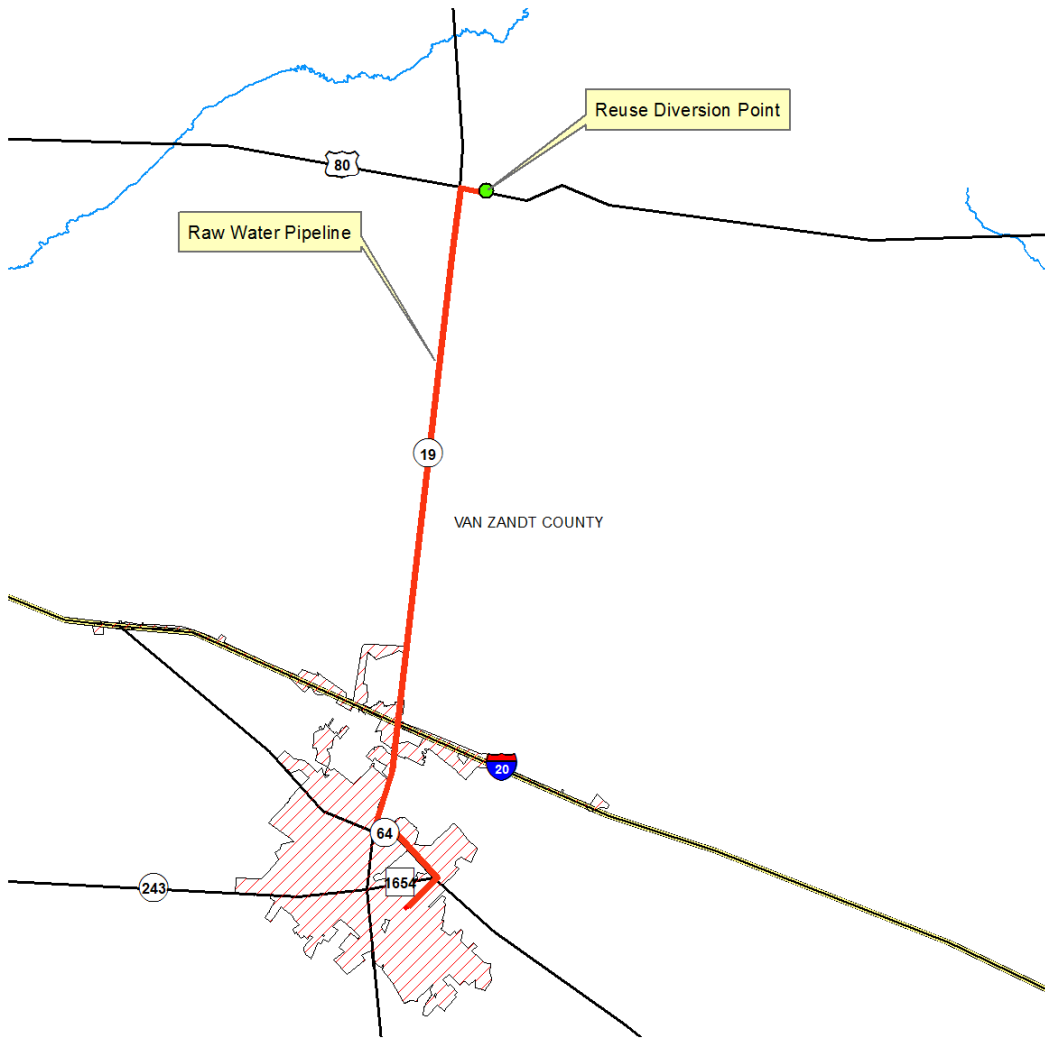 Reuse Diversion Point
80
Raw Water Pipeline
19
VAN ZANDT COUNTY
20
64
1654
243